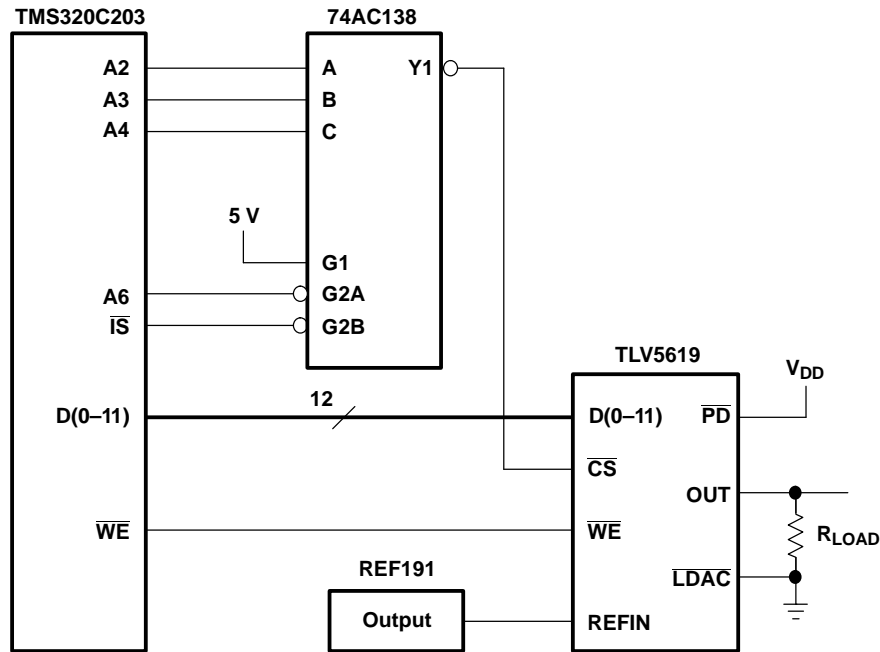 TMS320C203
74AC138
A2
A
Y1
A3
B
A4
C
5 V
G1
A6
G2A
IS
G2B
TLV5619
VDD
12
D(0–11)
D(0–11)
PD
CS
OUT
WE
WE
RLOAD
REF191
LDAC
Output
REFIN